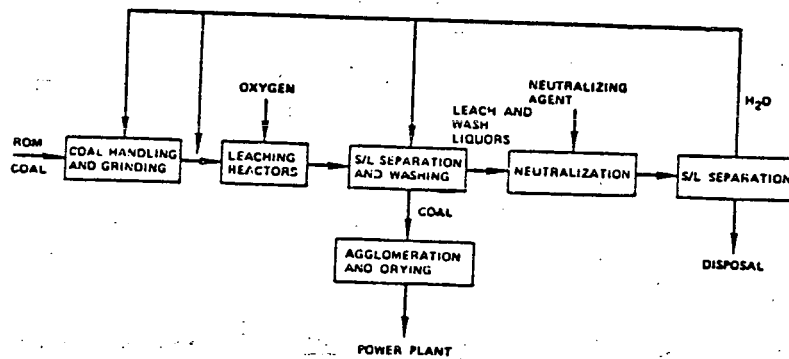 OXYGEN
NEUTRALIZING
AGENT
H2O
LEACH AND
WASH
LIQUORS
ROM
COAL
COAL HANDLING
AND GRINDING
LEACHING
REACTORS
S/L SEPARATION
AND WASHING
NEUTRALIZATION
S/L SEPARATION
COAL
AGGLOMERATION
AND DRYING
DISPOSAL
POWER PLANT